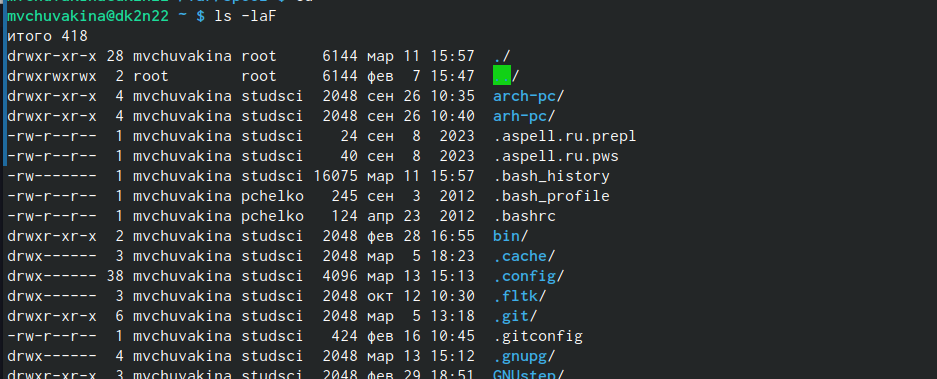 mvchuvakina@dk2n22 ~ $ ls -laF
итого 418
drwxr-xr-x 28 mvchuvakina root 6144 мар 11 15:57 ./
drwxrwxrwx 2 root root 6144 фев 7 15:47 ../
drwxr-xr-x 4 mvchuvakina studsci 2048 сен 26 10:35 arch-pc/
drwxr-xr-x 4 mvchuvakina studsci 2048 сен 26 10:40 arh-pc/
-rw-r--r-- 1 mvchuvakina studsci 24 сен 8 2023 .aspell.ru.prepl
-rw-r--r-- 1 mvchuvakina studsci 40 сен 8 2023 .aspell.ru.pws
-rw------- 1 mvchuvakina studsci 16075 мар 11 15:57 .bash_history
-rw-r--r-- 1 mvchuvakina pchelko 245 сен 3 2012 .bash_profile
-rw-r--r-- 1 mvchuvakina pchelko 124 апр 23 2012 .bashrc
drwxr-xr-x 2 mvchuvakina studsci 2048 фев 28 16:55 bin/
drwx------ 3 mvchuvakina studsci 2048 мар 5 18:23 .cache/
drwx------ 38 mvchuvakina studsci 4096 мар 13 15:13 .config/
drwx------ 3 mvchuvakina studsci 2048 окт 12 10:30 .fltk/
drwxr-xr-x 6 mvchuvakina studsci 2048 мар 5 13:18 .git/
-rw-r--r-- 1 mvchuvakina studsci 424 фев 16 10:45 .gitconfig
drwx------ 4 mvchuvakina studsci 2048 мар 13 15:12 .gnupg/
drwxr-xr-x 3 mvchuvakina studsci 2048 фев 29 18:51 GNUstep/